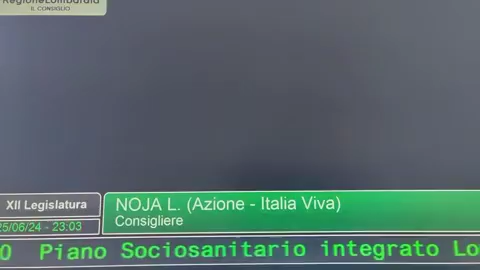 RegioneLombardia
IL CONSIGLIO
XII Legislatura
NOJA L. (Azione - Italia Viva)
25/06/24 - 23:03
Consigliere
Piano Sociosanitario integrato Lo